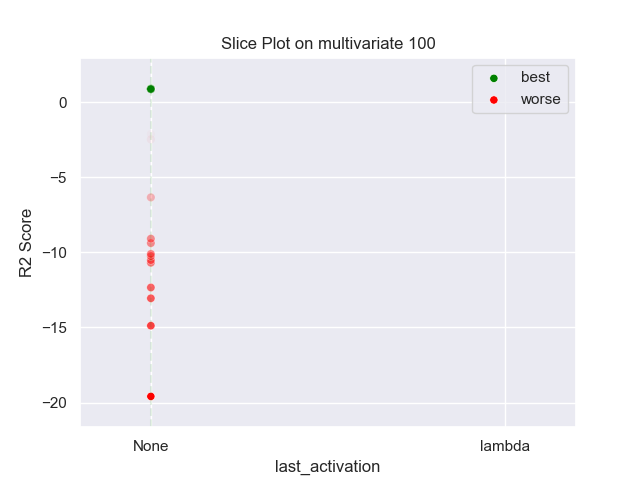 Slice Plot on multivariate 100
best
worse
0
−5
−10
−15
−20
R2 Score
None
lambda
last_activation